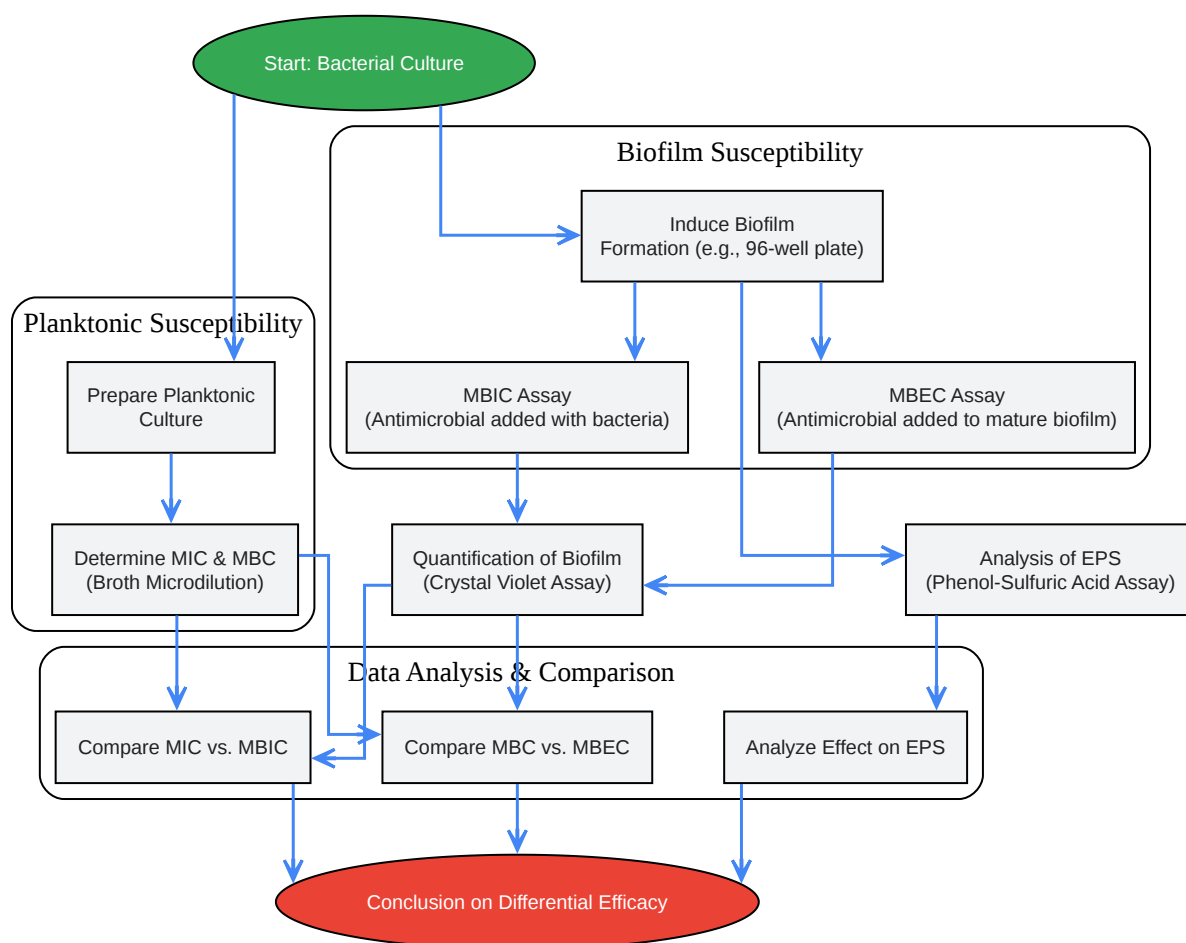 Start: Bacterial Culture
Biofilm Susceptibility
Induce Biofilm
Formation (e.g., 96-well plate)
Planktonic Susceptibility
Prepare Planktonic
Culture
MBIC Assay
(Antimicrobial added with bacteria)
MBEC Assay
(Antimicrobial added to mature biofilm)
Determine MIC & MBC
(Broth Microdilution)
Quantification of Biofilm
(Crystal Violet Assay)
Analysis of EPS
(Phenol-Sulfuric Acid Assay)
Data Analysis & Comparison
Compare MIC vs. MBIC
Compare MBC vs. MBEC
Analyze Effect on EPS
Conclusion on Differential Efficacy